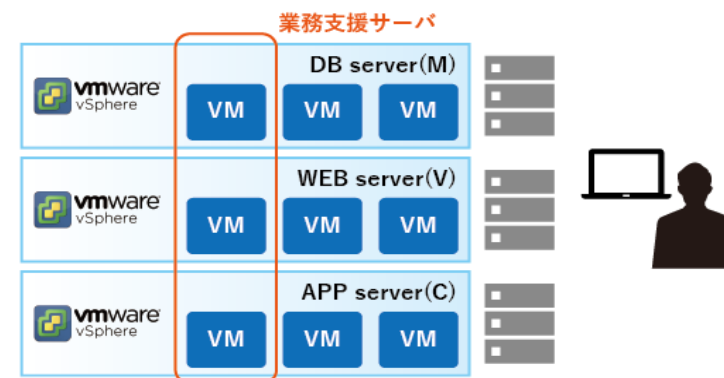 業務支援サーバ
DB server(M)
vmware
vSphere
VM VM VM
WEB server(V)
vmware
vSphere
VM VM VM
APP server(C)
vmware
vSphere
VM VM VM